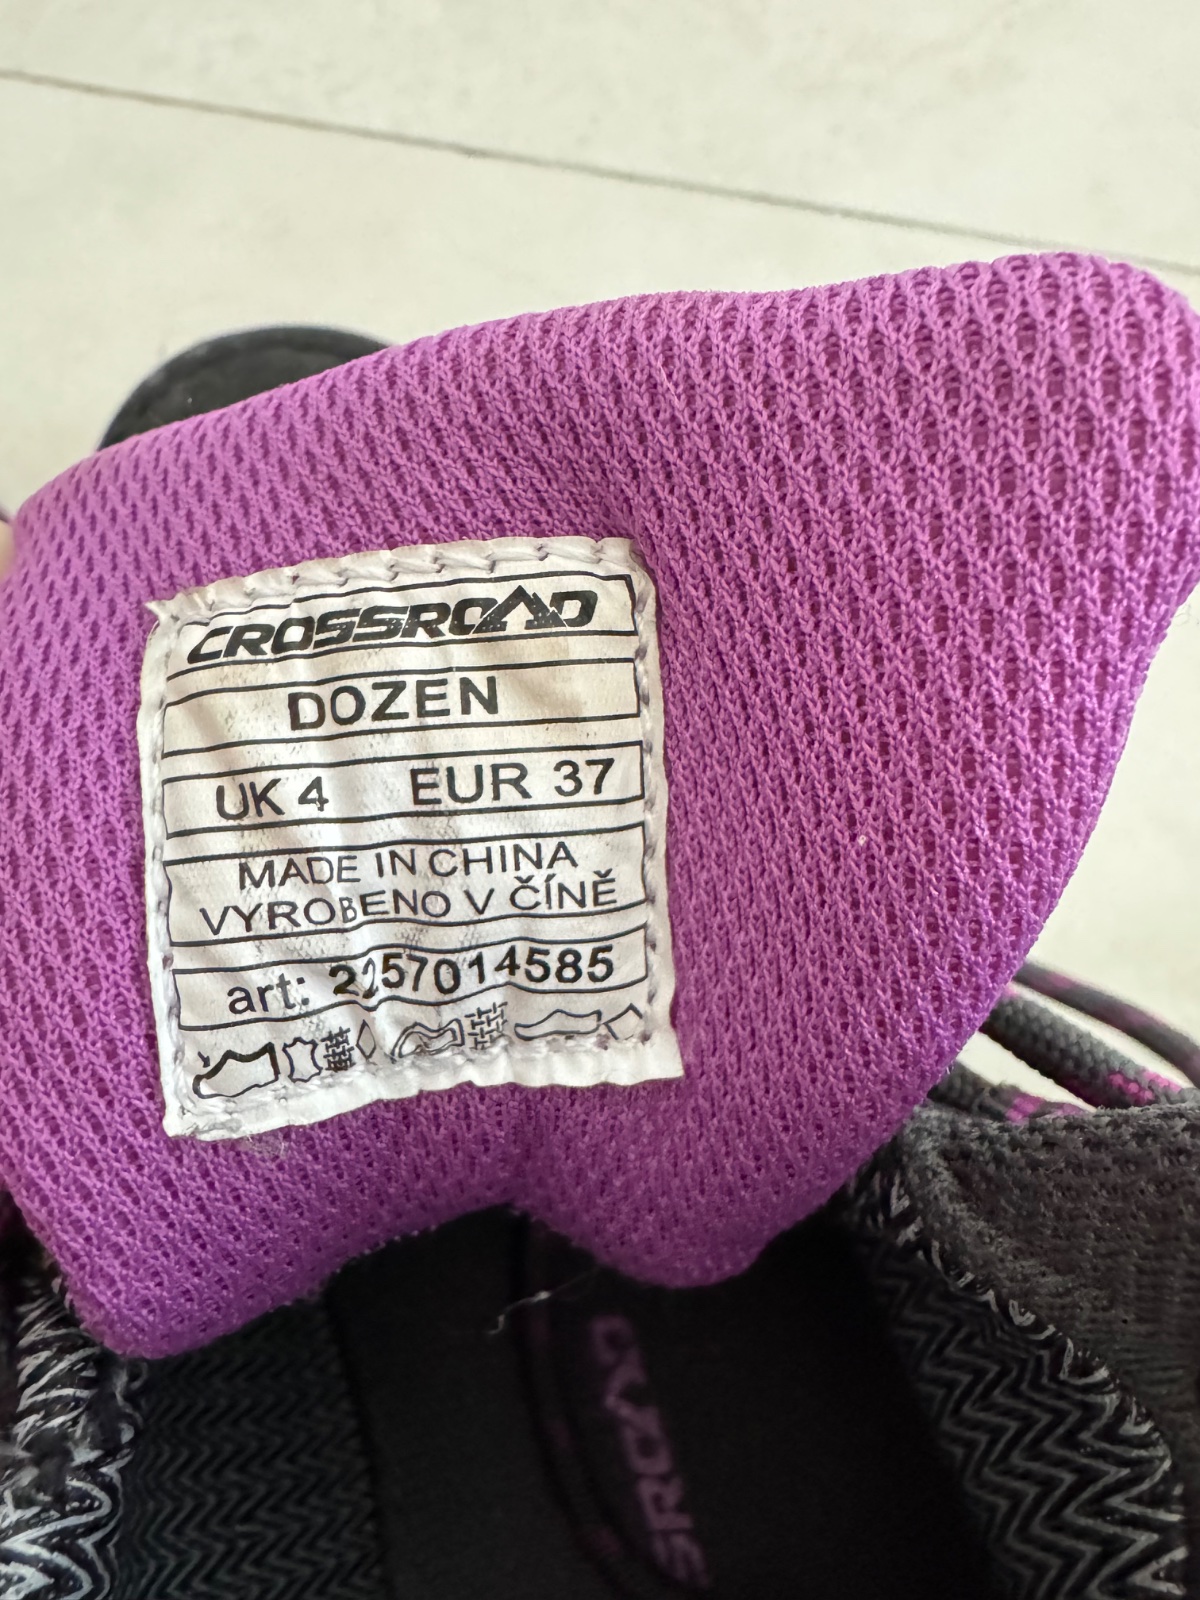 CROSSROAD
DOZEN
UK 4 EUR 37
MADE IN CHINA
VYROBENO V ČÍNĚ
art: 2257014585